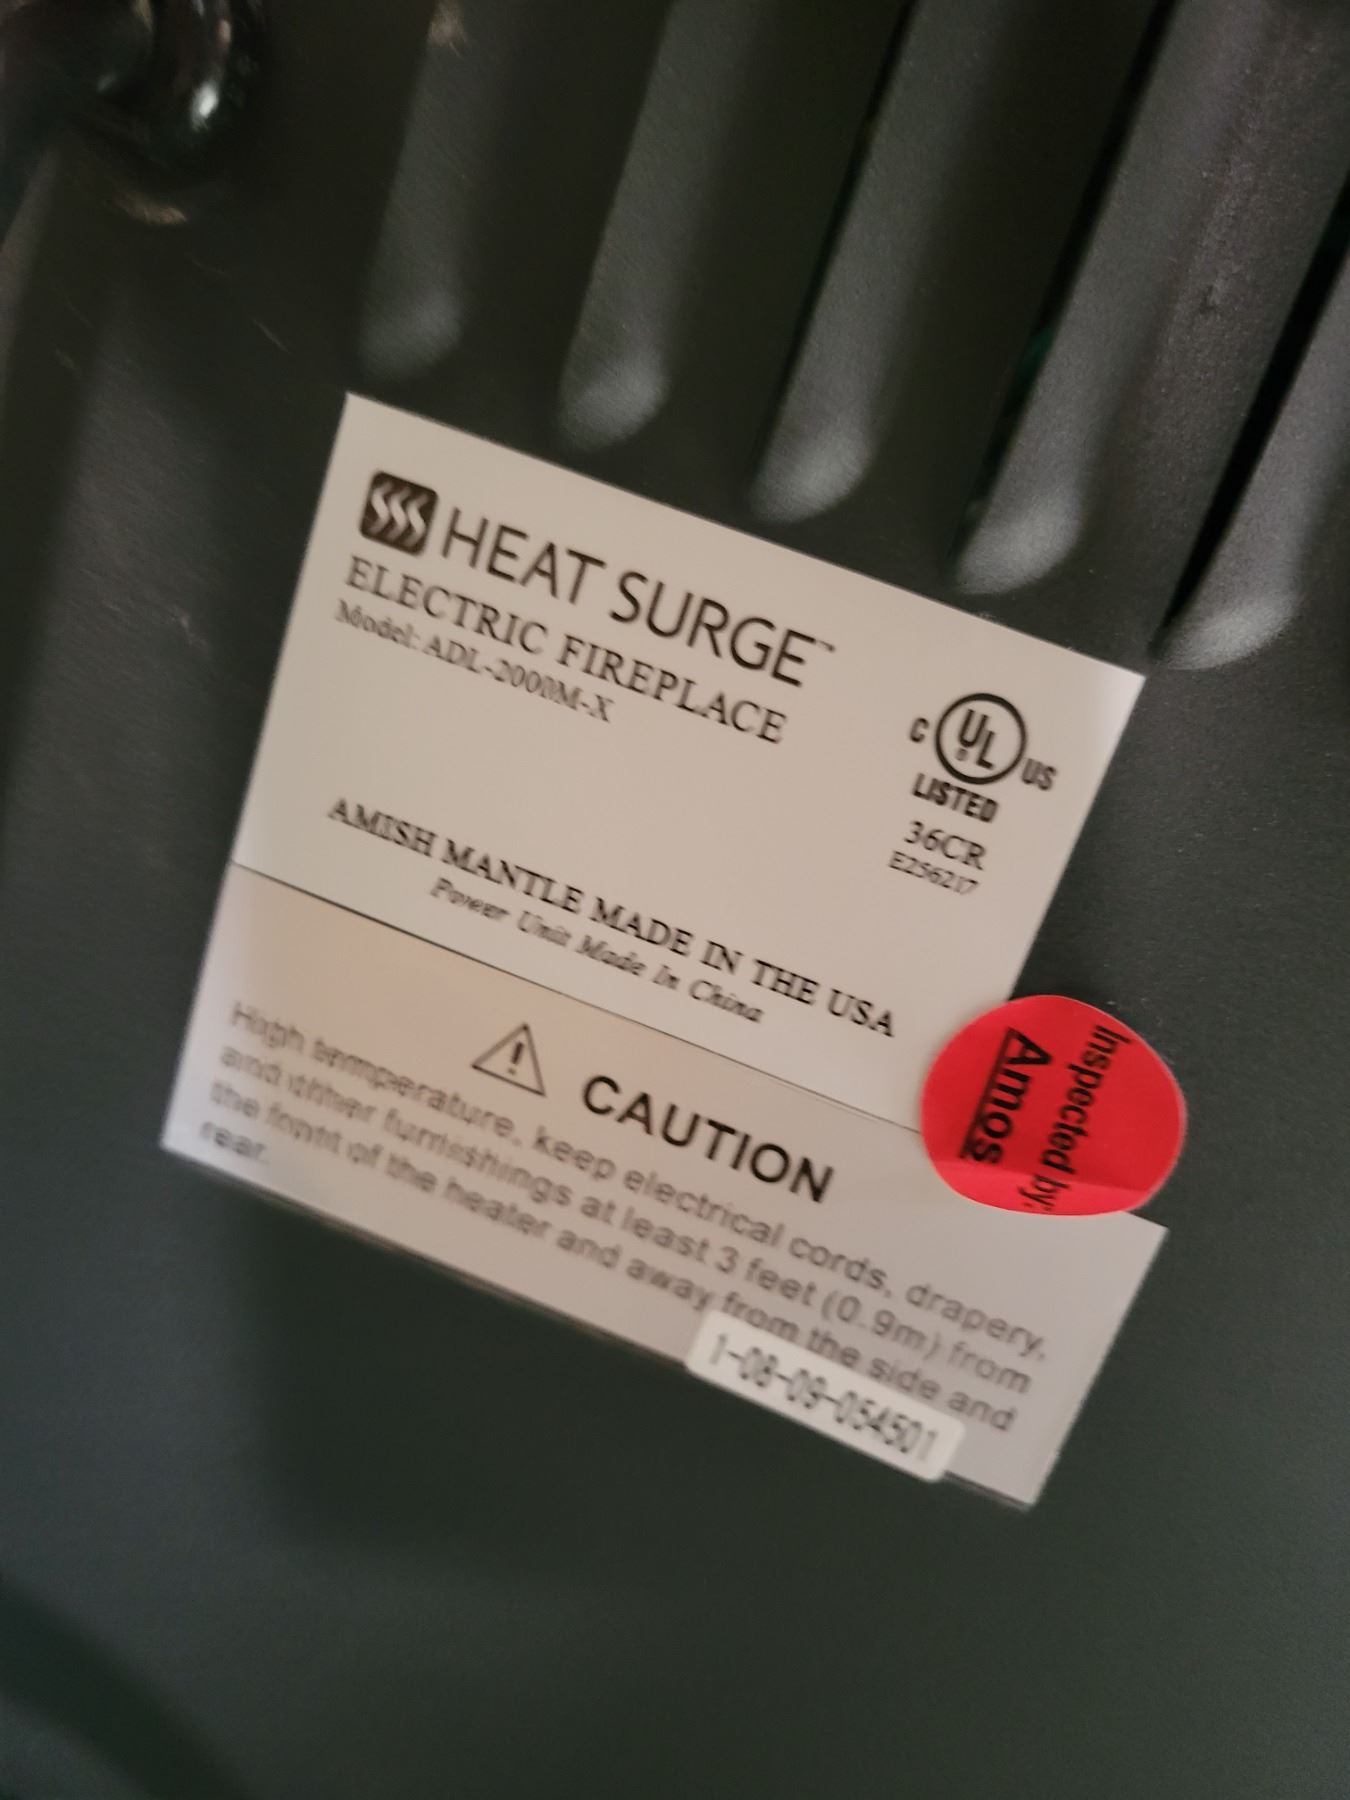 HEAT SURGE™
ELECTRIC FIREPLACE
Model: ADL-2000M-X
C UL® US
LISTED
36CR
E256217
AMISH MANTLE MADE IN THE USA
Power Unit Made In China
CAUTION
High temperature, keep electrical cords, drapery,
and other furnishings at least 3 feet (0.9m) from
the front of the heater and away from the side and
rear.
1-08-09-054501
Inspected by:
Amos